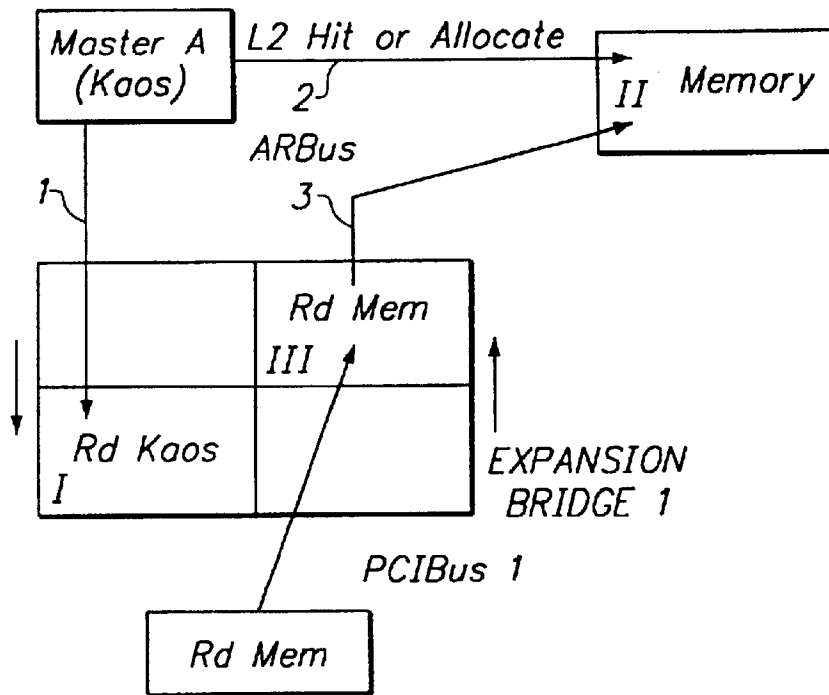 Master A
(Kaos)
L2 Hit or Allocate
2
II Memory
ARBus
1
3
Rd Mem
III
Rd Kaos
I
EXPANSION
BRIDGE 1
PCIBus 1
Rd Mem